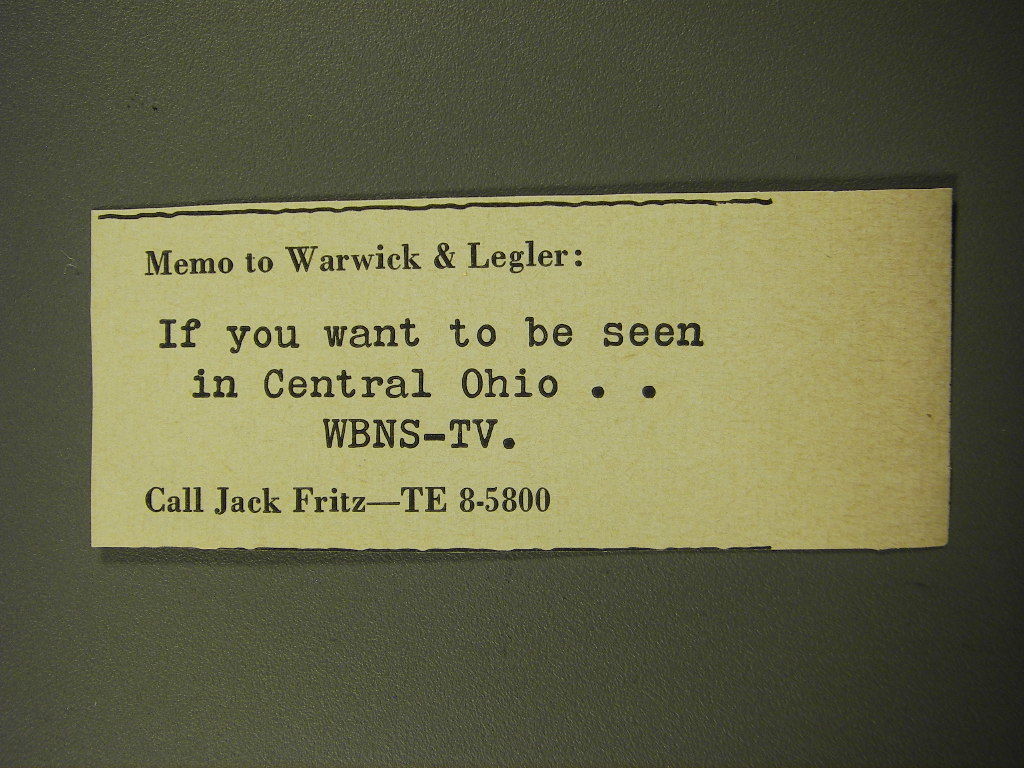 Memo to Warwick & Legler:
If you want to be seen
in Central Ohio . .
WBNS-TV.
Call Jack Fritz—TE 8-5800